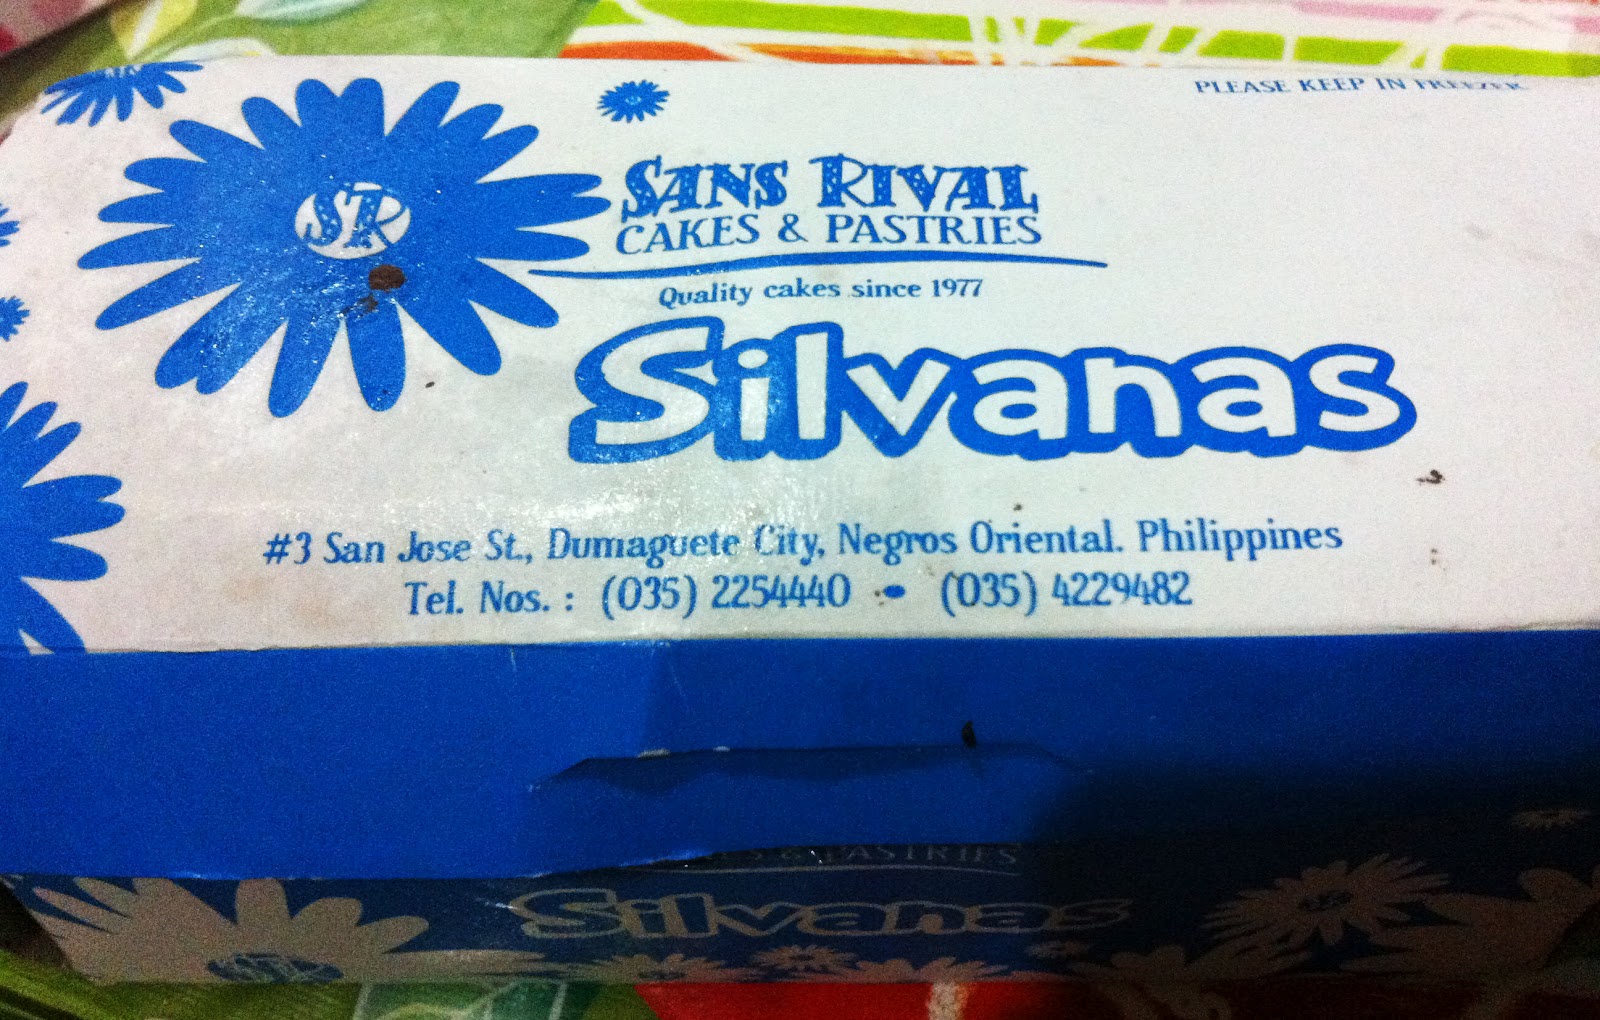 PLEASE KEEP IN FREEZER
SR
SANS RIVAL
CAKES & PASTRIES
Quality cakes since 1977
Silvanas
#3 San Jose St., Dumaguete City, Negros Oriental. Philippines
Tel. Nos. : (035) 2254440 • (035) 4229482
& PASTRIES
Silvanas